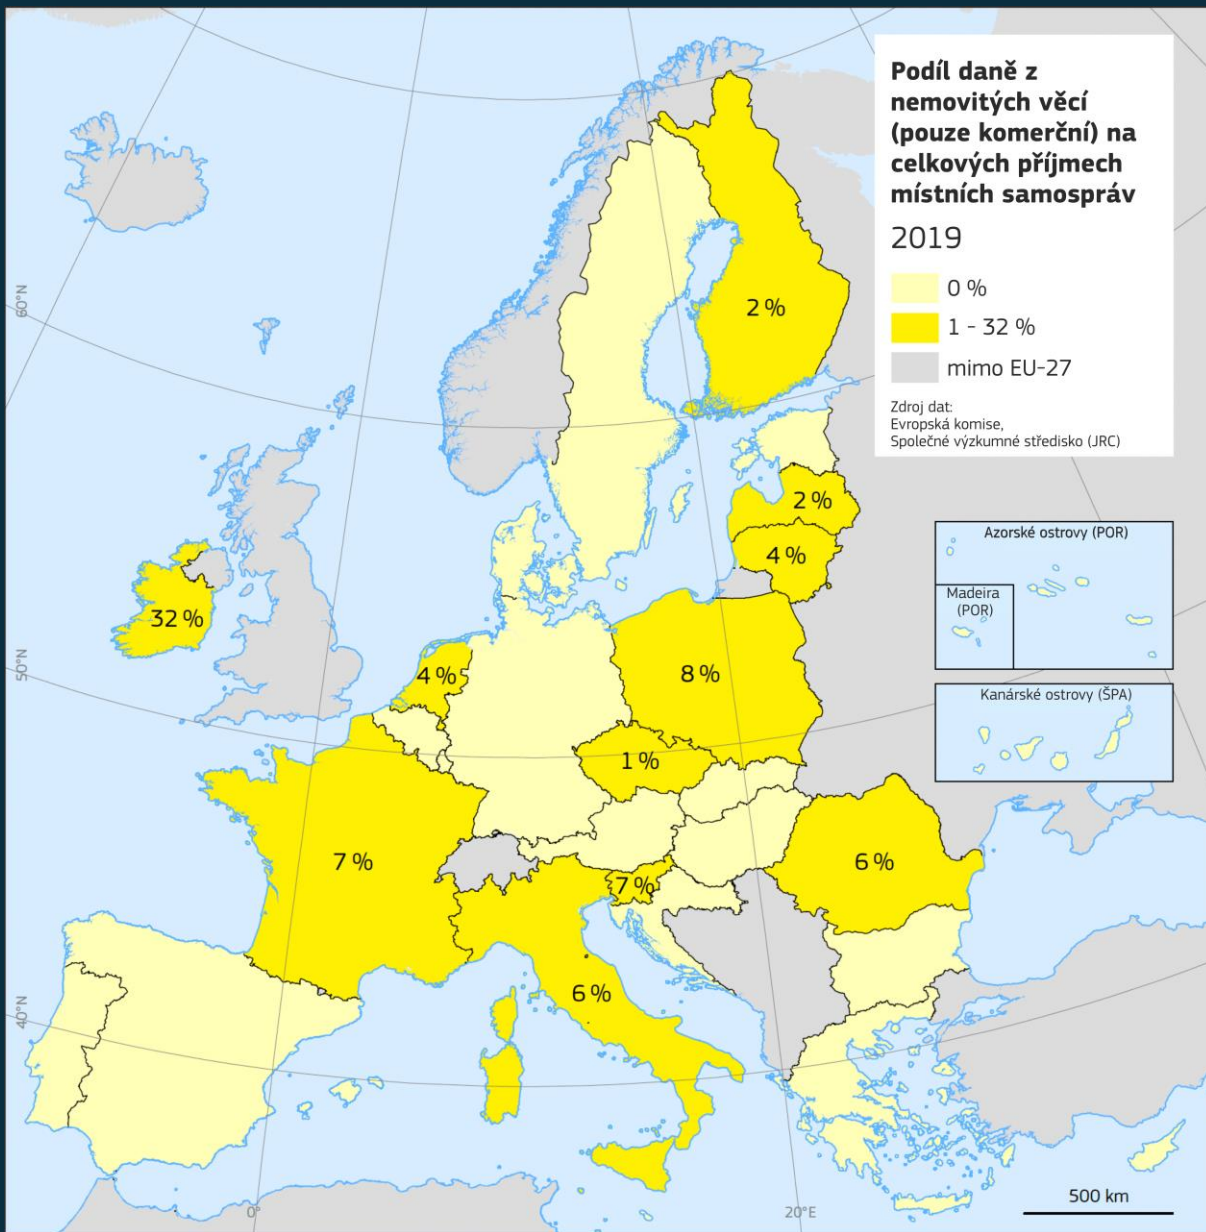 Podíl daně z
nemovitých věcí
(pouze komerční) na
celkových příjmech
místních samospráv
2019
0 %
1 - 32 %
mimo EU-27
Zdroj dat:
Evropská komise,
Společné výzkumné středisko (JRC)
2 %
2 %
4 %
32 %
4 %
8 %
1 %
7 %
6 %
7 %
6 %
Azorské ostrovy (POR)
Madeira
(POR)
Kanárské ostrovy (ŠPA)
60°N
50°N
40°N
0°
20°E
500 km